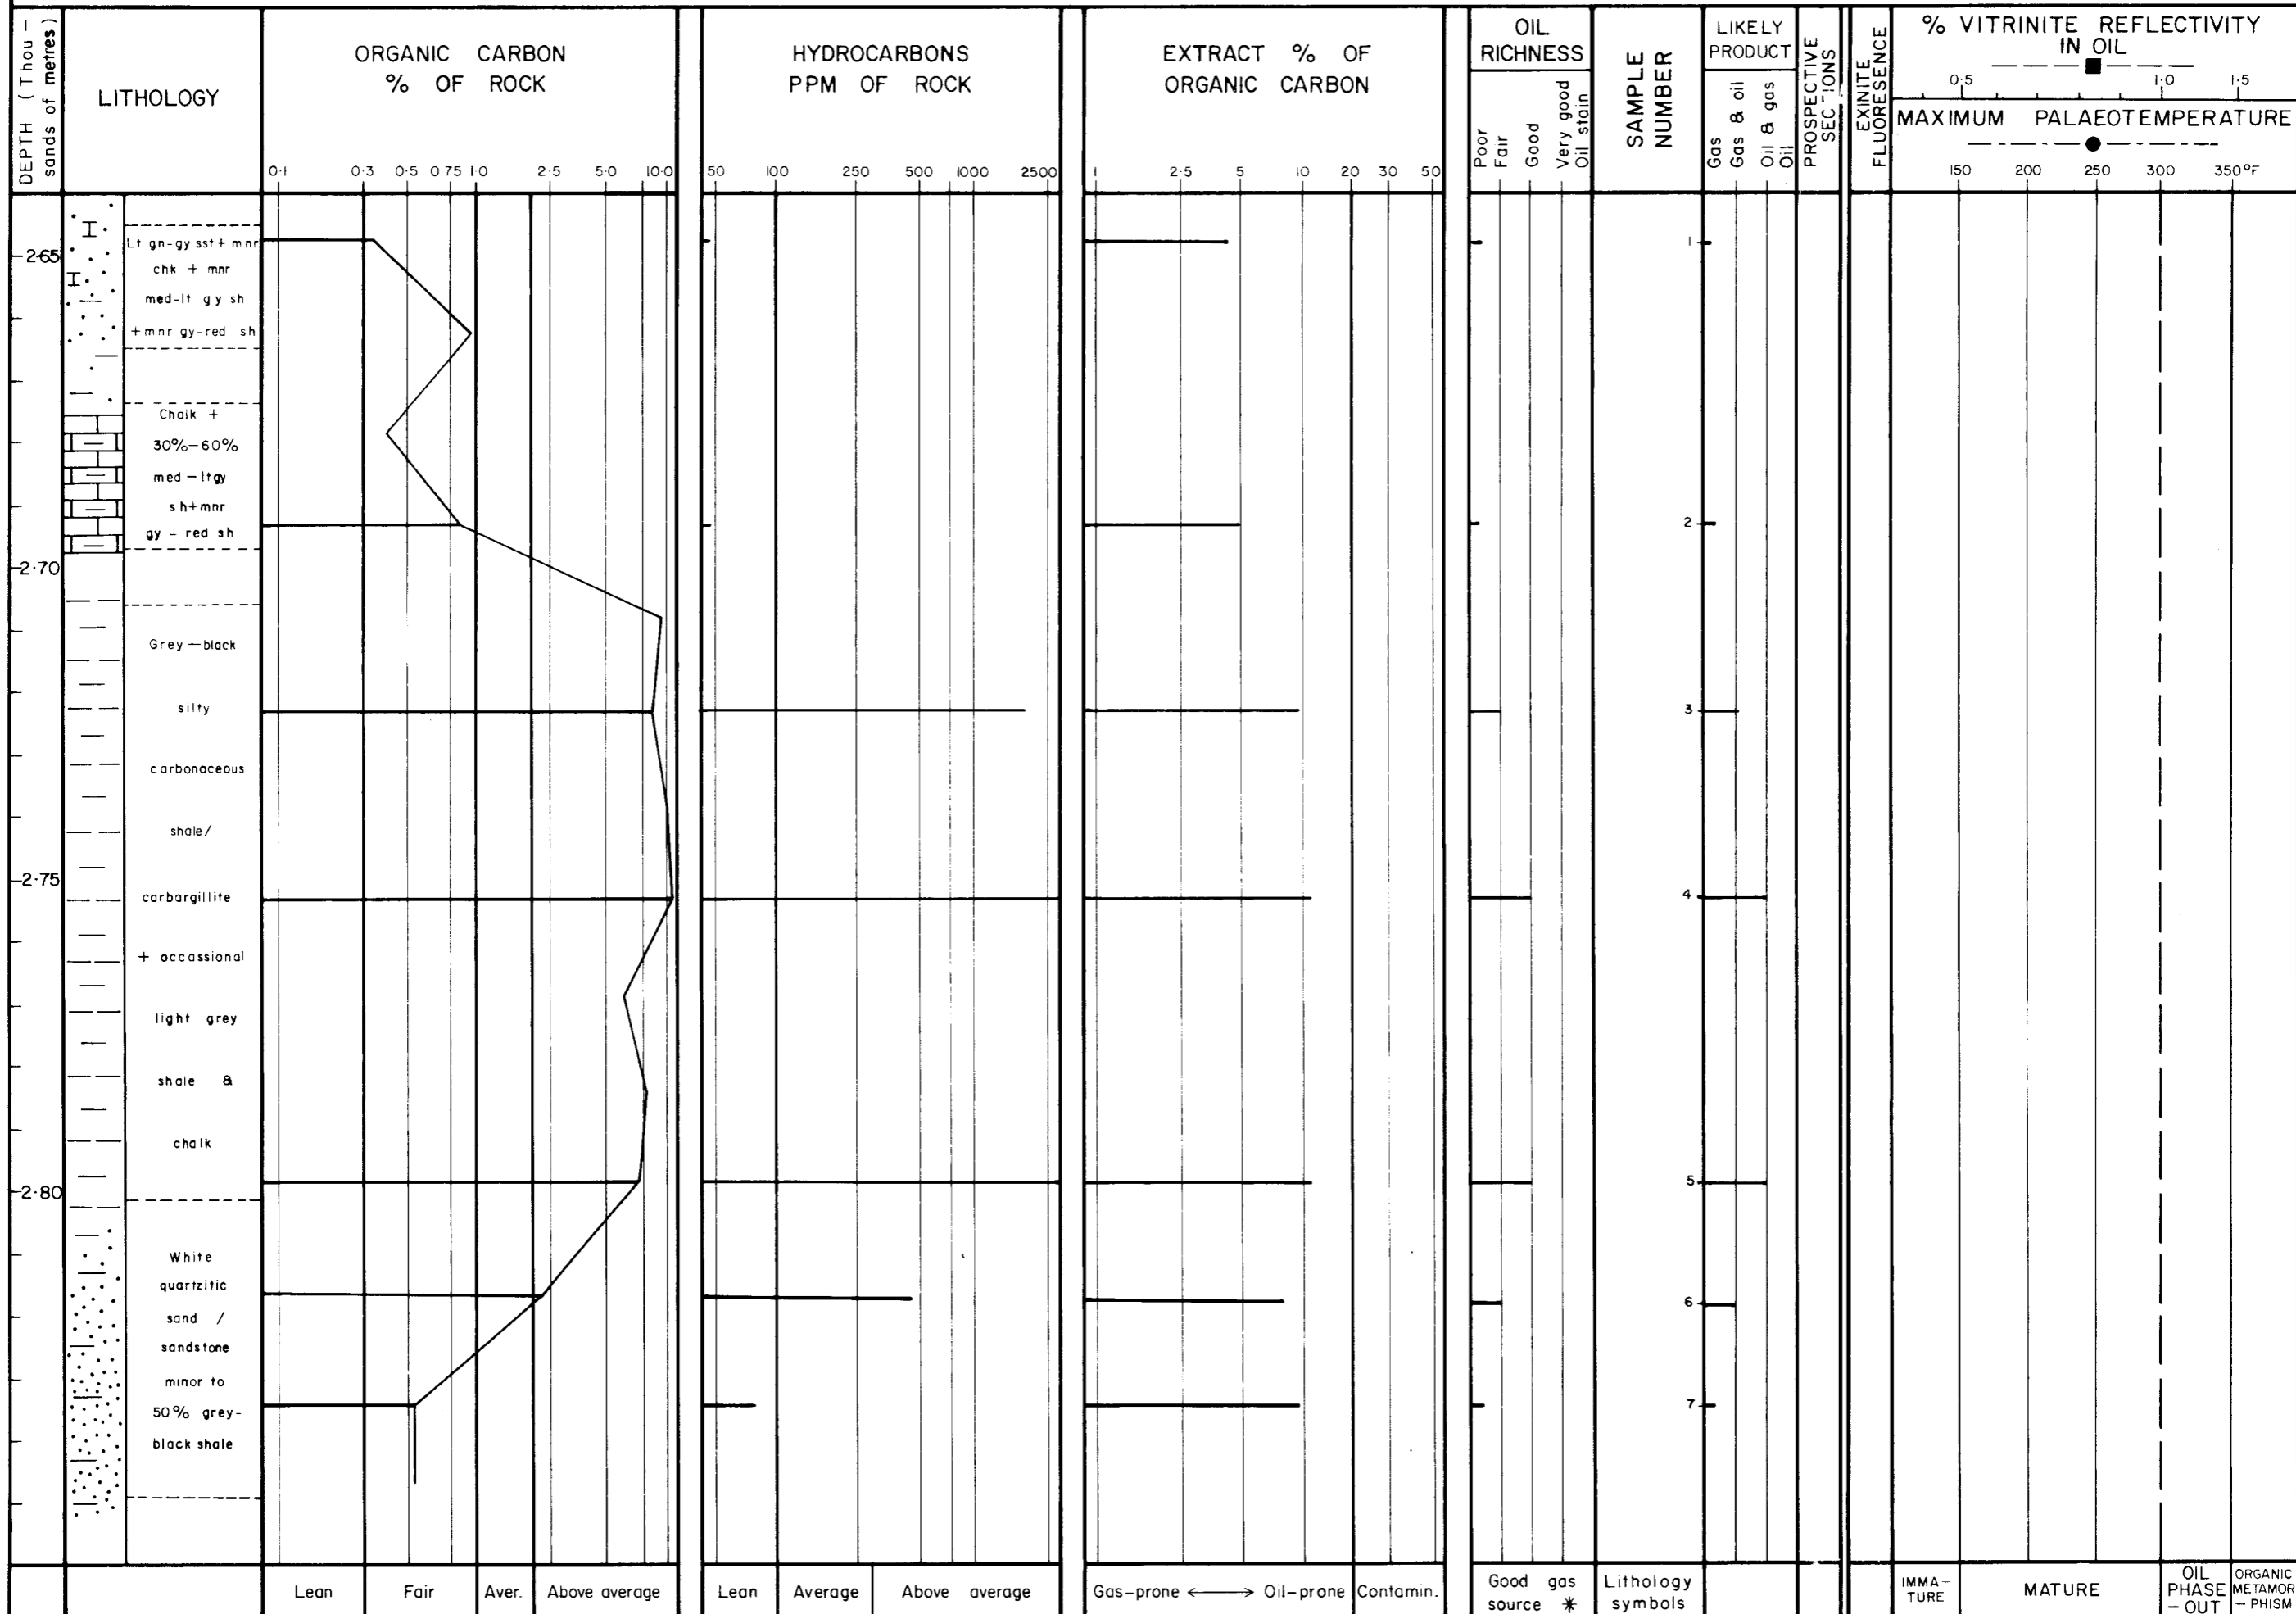 DEPTH (Thou-
sands of metres)
LITHOLOGY
ORGANIC CARBON
% OF ROCK
0·1 0·3 0·5 0·75 1·0 2·5 5·0 10·0
HYDROCARBONS
PPM OF ROCK
50 100 250 500 1000 2500
EXTRACT % OF
ORGANIC CARBON
1 2·5 5 10 20 30 50
OIL
RICHNESS
Poor
Fair
Good
Very good
Oil stain
SAMPLE
NUMBER
LIKELY
PRODUCT
Gas
Gas & oil
Oil & gas
Oil
PROSPECTIVE
SECTIONS
EXINITE
FLUORESENCE
% VITRINITE REFLECTIVITY
IN OIL
0·5 1·0 1·5
MAXIMUM PALAEOTEMPERATURE
150 200 250 300 350°F
2·65
2·70
2·75
2·80
Lt gn-gy sst+ mnr
chk + mnr
med-lt gy sh
+mnr gy-red sh
Chalk +
30%-60%
med-ltgy
sh+mnr
gy - red sh
Grey-black
silty
carbonaceous
shale/
carbargillite
+ occassional
light grey
shale &
chalk
White
quartzitic
sand /
sandstone
minor to
50% grey-
black shale
1
2
3
4
5
6
7
Lean Fair Aver. Above average
Lean Average Above average
Gas-prone ⟷ Oil-prone Contamin.
Good gas
source *
Lithology
symbols
IMMA-
TURE
MATURE
OIL
PHASE
-OUT
ORGANIC
METAMOR
-PHISM